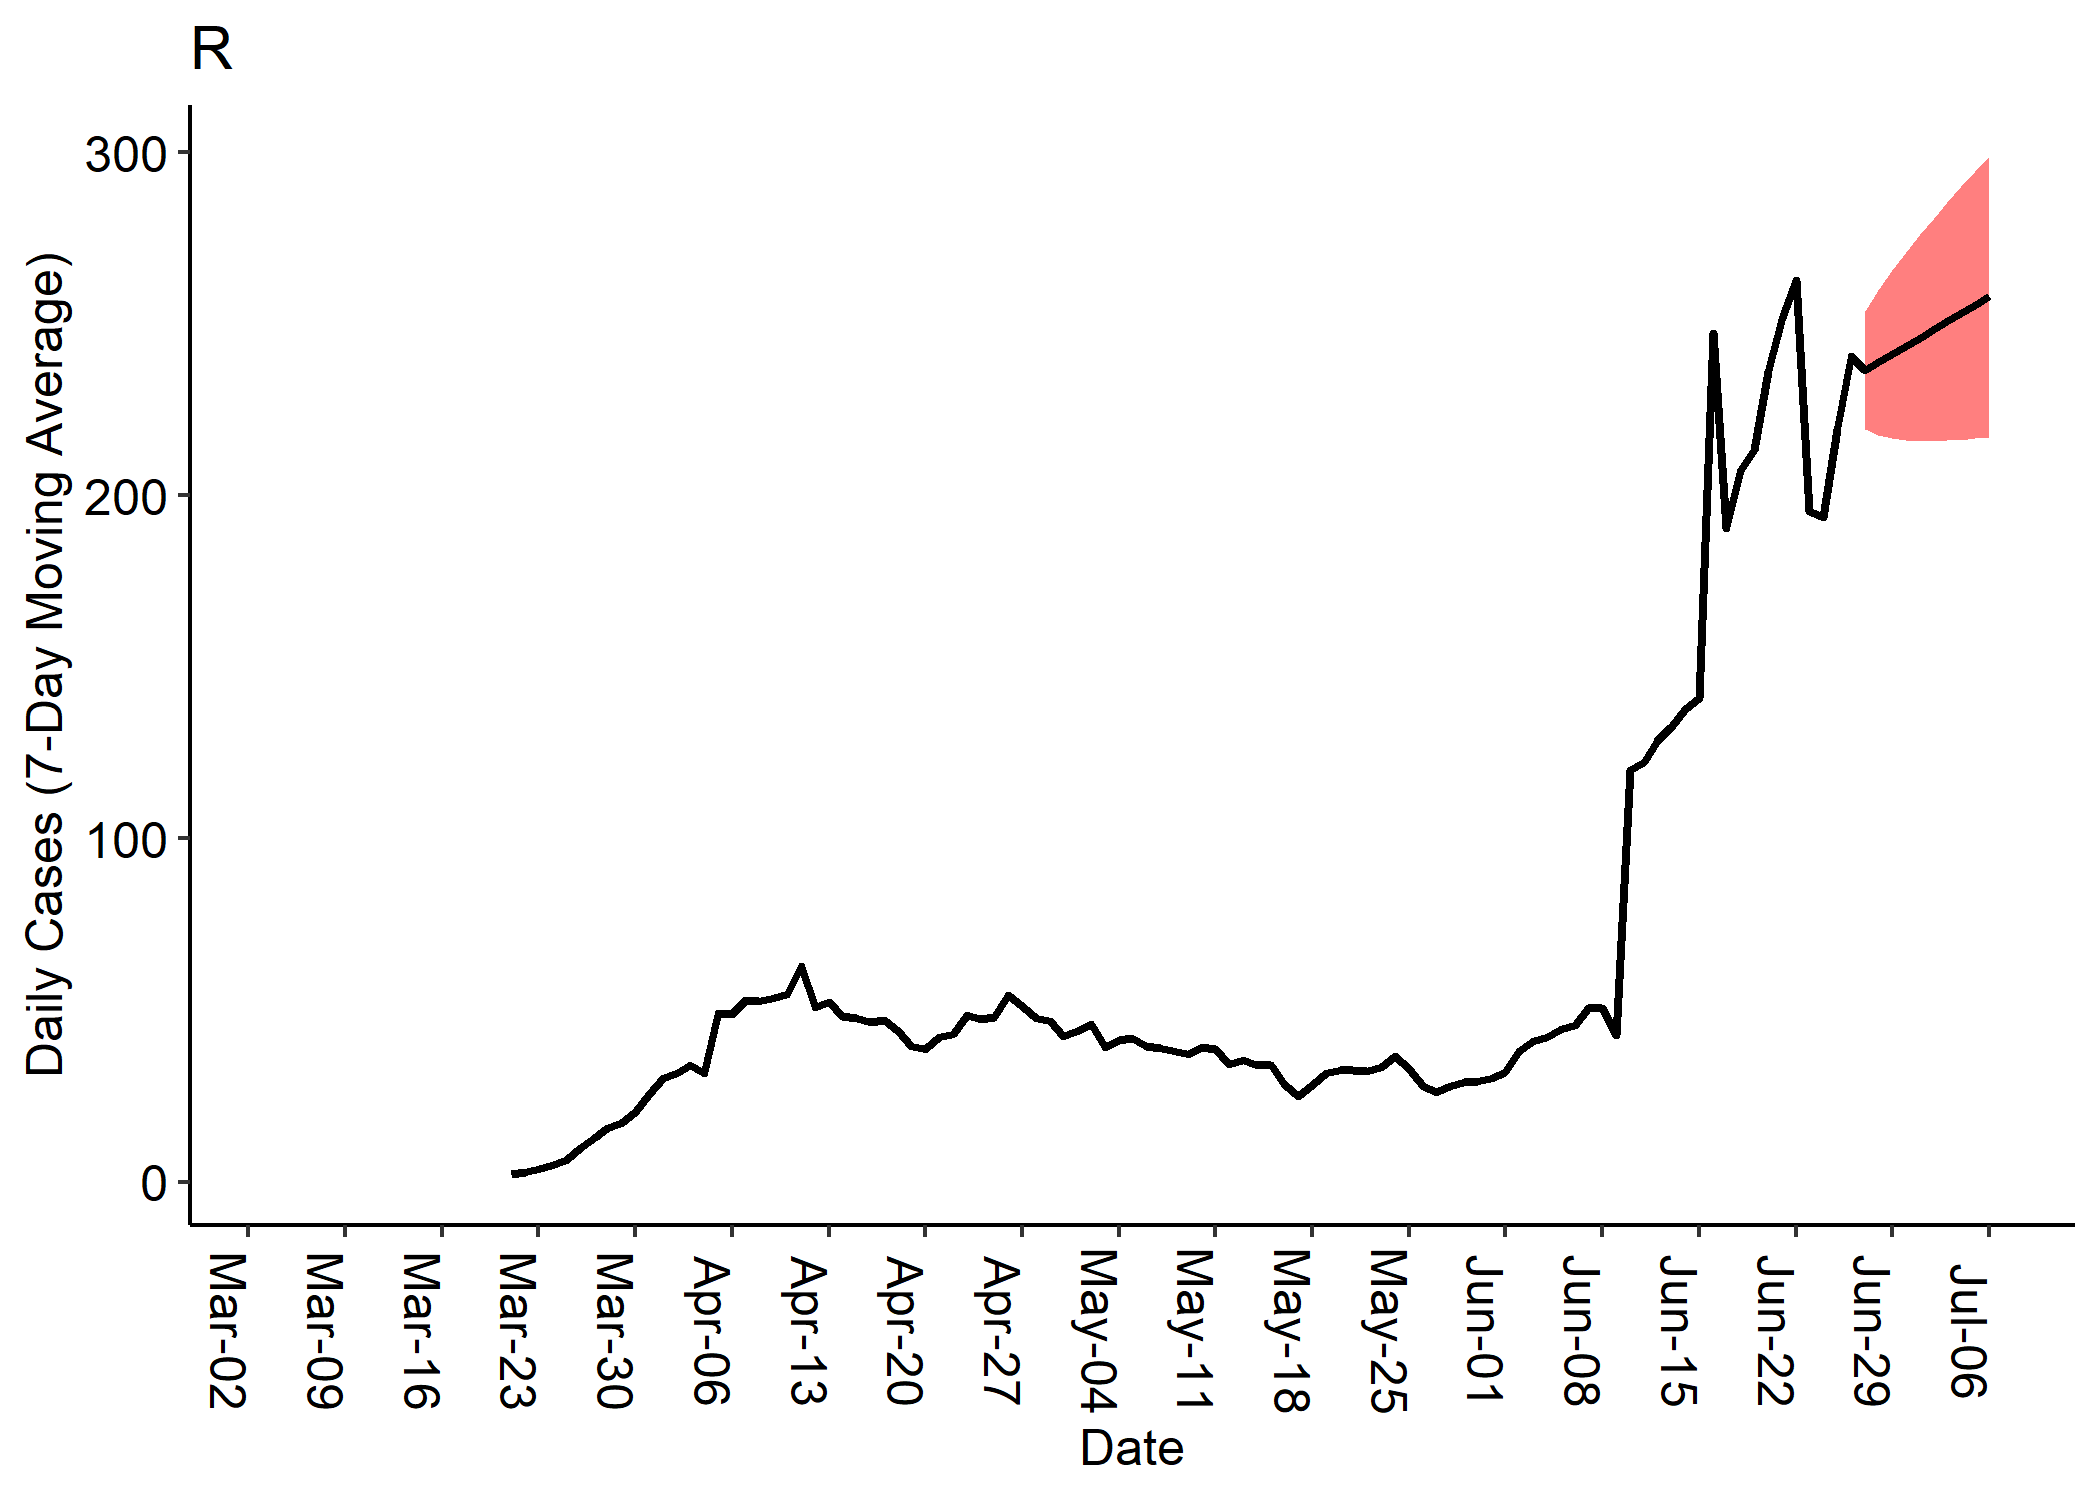 R
Daily Cases (7-Day Moving Average)
300
200
100
0
Mar-02
Mar-09
Mar-16
Mar-23
Mar-30
Apr-06
Apr-13
Apr-20
Apr-27
May-04
May-11
May-18
May-25
Jun-01
Jun-08
Jun-15
Jun-22
Jun-29
Jul-06
Date